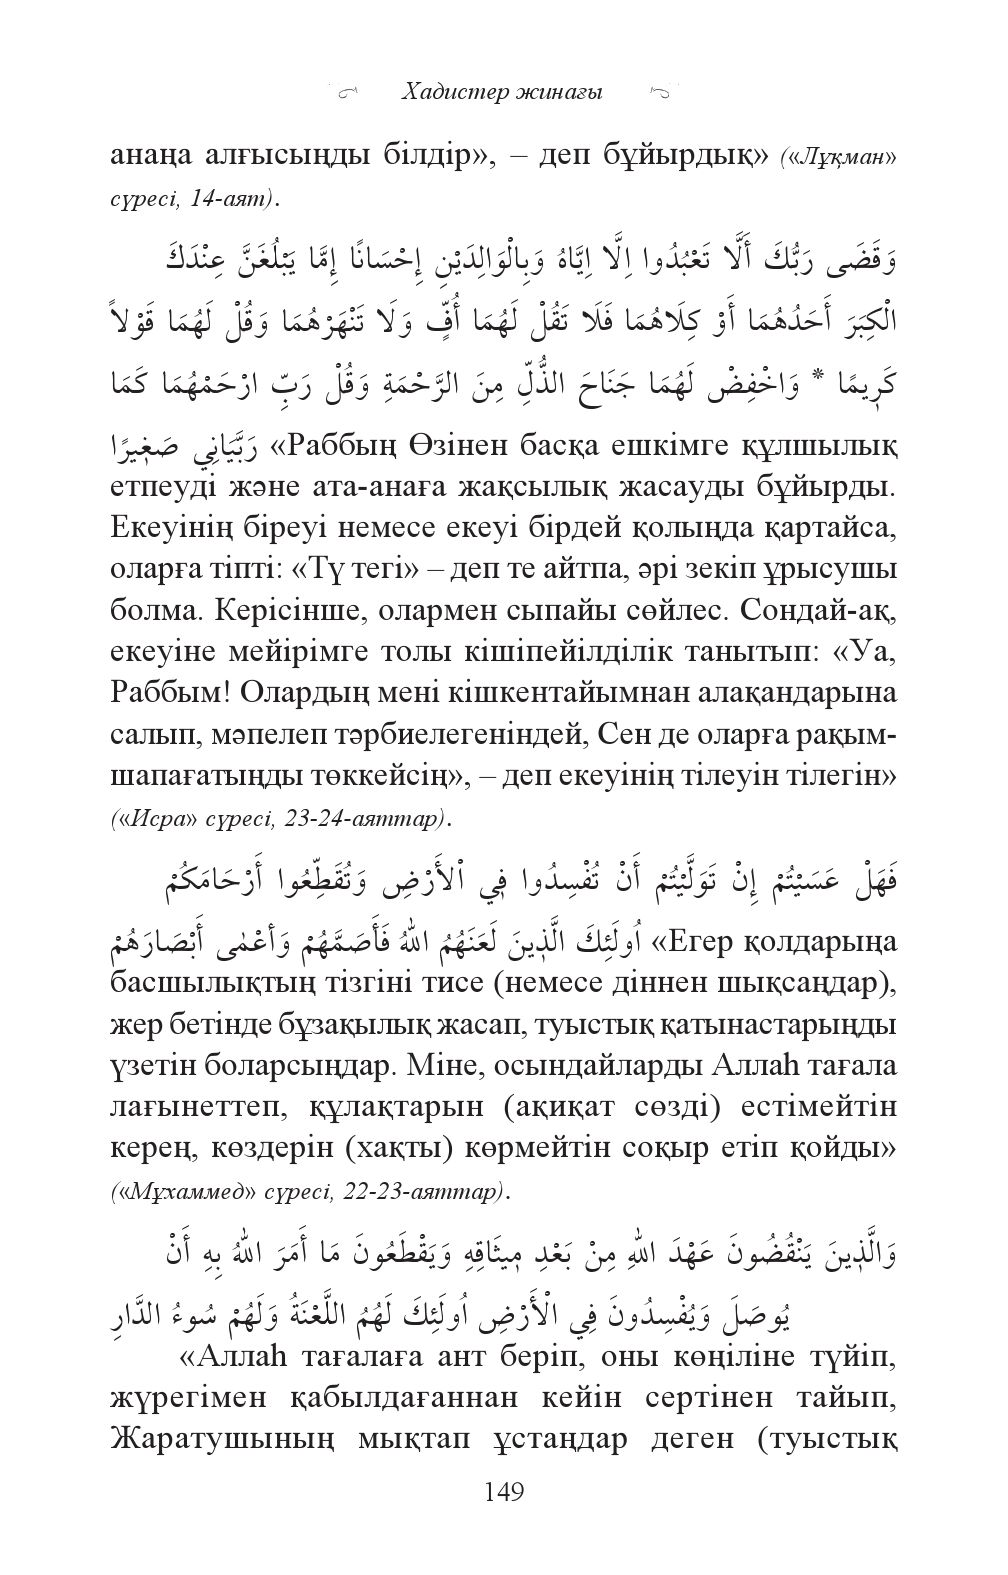 Хадистер жинағы
анаңа алғысыңды білдір», – деп бұйырдық» («Лұқман»
сүресі, 14-аят).
وَقَضَى رَبُّكَ أَلَّا تَعْبُدُوا اِلَّا اِيَّاهُ وَبِالْوَالِدَيْنِ إِحْسَانًا إِمَّا يَبْلُغَنَّ عِنْدَكَ
الْكِبَرَ أَحَدُهُمَا أَوْ كِلَاهُمَا فَلَا تَقُلْ لَهُمَا أُفٍّ وَلَا تَنْهَرْهُمَا وَقُلْ لَهُمَا قَوْلاً
كَرِيمًا * وَاخْفِضْ لَهُمَا جَنَاحَ الذُّلِّ مِنَ الرَّحْمَةِ وَقُلْ رَبِّ ارْحَمْهُمَا كَمَا
رَبَّيَانِي صَغِيرًا «Раббың Өзінен басқа ешкімге құлшылық
етпеуді және ата-анаға жақсылық жасауды бұйырды.
Екеуінің біреуі немесе екеуі бірдей қолыңда қартайса,
оларға тіпті: «Түу тегі» – деп те айтпа, әрі зекіп ұрысушы
болма. Керісінше, олармен сыпайы сөйлес. Сондай-ақ,
екеуіне мейірімге толы кішіпейілділік танытып: «Уа,
Раббым! Олардың мені кішкентайымнан алақандарына
салып, мәпелеп тәрбиелегеніндей, Сен де оларға рақым-
шапағатыңды төккейсің», – деп екеуінің тілеуін тілегін»
(«Исра» сүресі, 23-24-аяттар).
فَهَلْ عَسَيْتُمْ إِنْ تَوَلَّيْتُمْ أَنْ تُفْسِدُوا فِي اْلأَرْضِ وَتُقَطِّعُوا أَرْحَامَكُمْ
اُولَئِكَ الَّذِينَ لَعَنَهُمُ اللهُ فَأَصَمَّهُمْ وَأَعْمٰى أَبْصَارَهُمْ «Егер қолдарыңа
басшылықтың тізгіні тисе (немесе діннен шықсаңдар),
жер бетінде бұзақылық жасап, туыстық қатынастарыңды
үзетін боларсыңдар. Міне, осындайларды Аллаһ тағала
лағынеттеп, құлақтарын (ақиқат сөзді) естімейтін
керең, көздерін (хақты) көрмейтін соқыр етіп қойды»
(«Мұхаммед» сүресі, 22-23-аяттар).
وَالَّذِينَ يَنْقُضُونَ عَهْدَ اللهِ مِنْ بَعْدِ مِيثَاقِهِ وَيَقْطَعُونَ مَا أَمَرَ اللهُ بِهِ أَنْ
يُوصَلَ وَيُفْسِدُونَ فِي الْأَرْضِ اُولَئِكَ لَهُمُ اللَّعْنَةُ وَلَهُمْ سُوءُ الدَّارِ
«Аллаһ тағалаға ант беріп, оны көңіліне түйіп,
жүрегімен қабылдағаннан кейін сертінен тайып,
Жаратушының мықтап ұстаңдар деген (туыстық
149